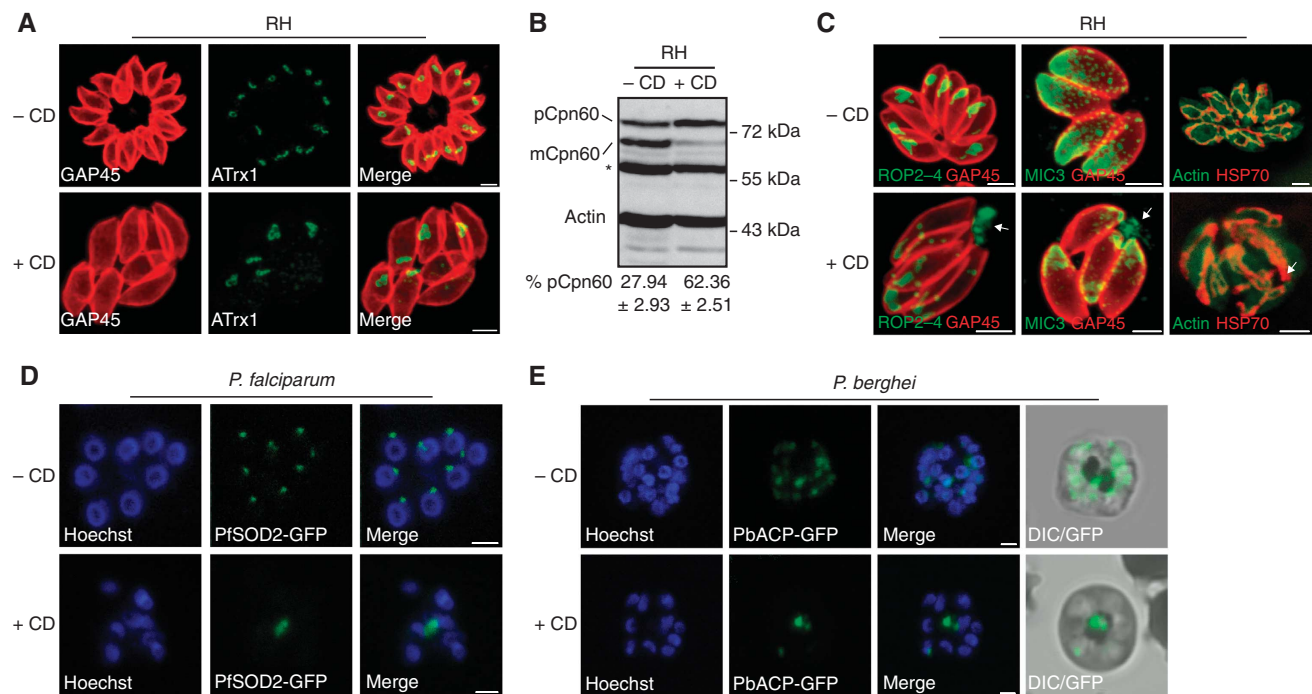 A
RH
– CD
GAP45
ATrx1
Merge
+ CD
GAP45
ATrx1
Merge
B
RH
– CD + CD
pCpn60
72 kDa
mCpn60
*
55 kDa
Actin
43 kDa
% pCpn60 27.94 62.36
± 2.93 ± 2.51
C
RH
– CD
ROP2–4 GAP45
MIC3 GAP45
Actin HSP70
+ CD
ROP2–4 GAP45
MIC3 GAP45
Actin HSP70
D
P. falciparum
– CD
Hoechst
PfSOD2-GFP
Merge
+ CD
Hoechst
PfSOD2-GFP
Merge
E
P. berghei
– CD
Hoechst
PbACP-GFP
Merge
DIC/GFP
+ CD
Hoechst
PbACP-GFP
Merge
DIC/GFP